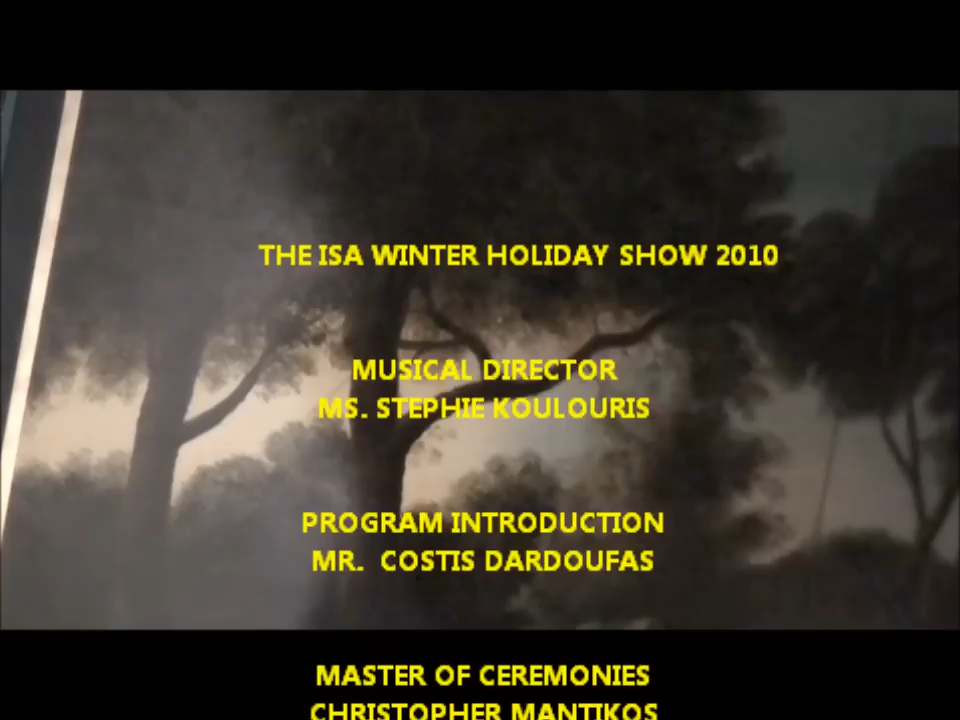 THE ISA WINTER HOLIDAY SHOW 2010
MUSICAL DIRECTOR
MS. STEPHIE KOULOURIS
PROGRAM INTRODUCTION
MR. COSTIS DARDOUFAS
MASTER OF CEREMONIES
CHRISTOPHER MANTIKOS